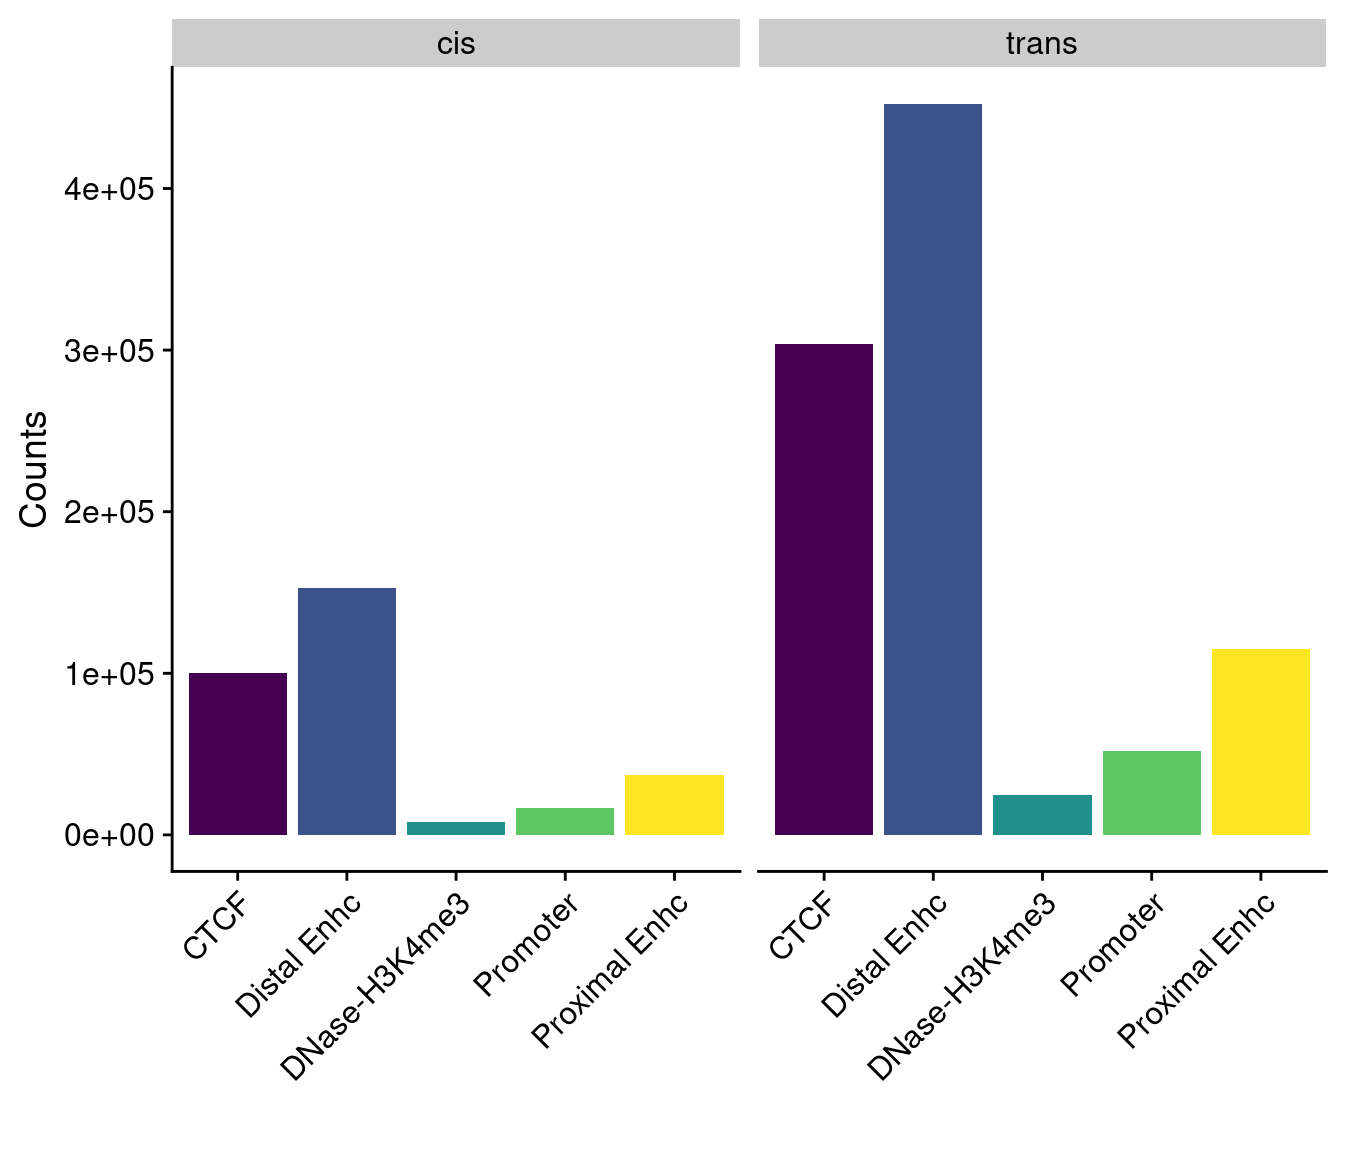 cis
trans
Counts
4e+05
3e+05
2e+05
1e+05
0e+00
CTCF
Distal Enhc
DNase-H3K4me3
Promoter
Proximal Enhc
CTCF
Distal Enhc
DNase-H3K4me3
Promoter
Proximal Enhc